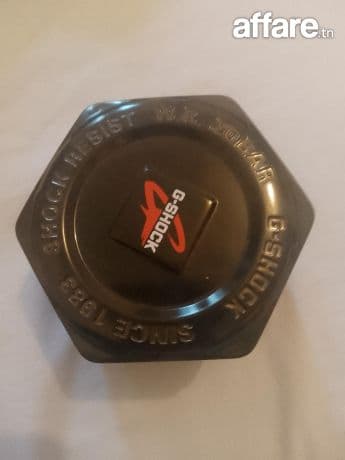 affare.tn
SHOCK RESIST W.R. 20BAR G-SHOCK SINCE 1983
G-SHOCK